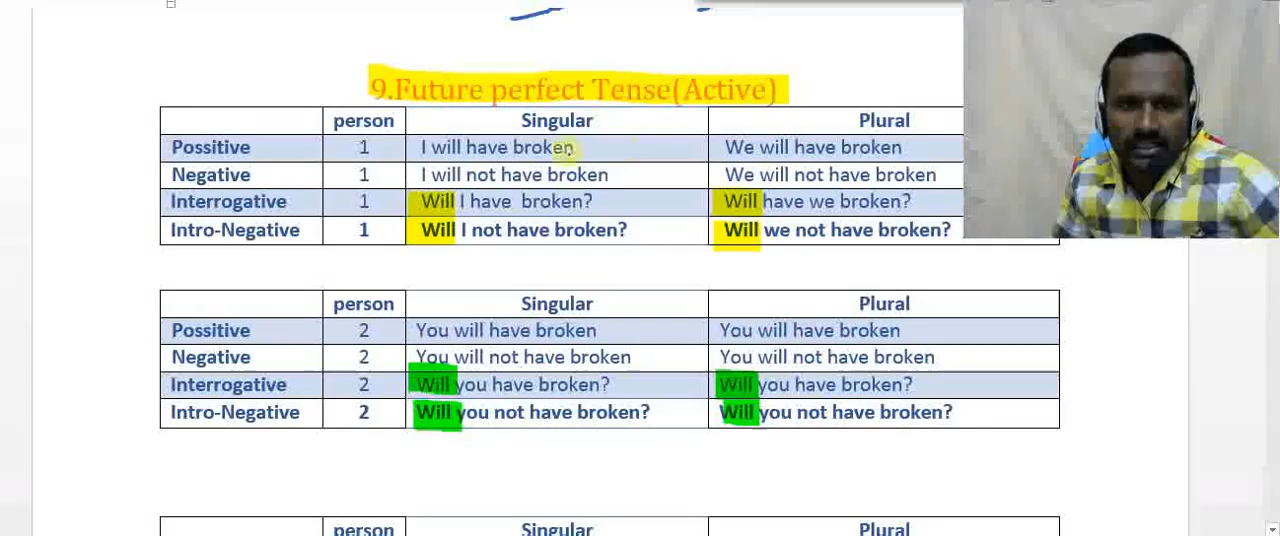 9.Future perfect Tense(Active)
person Singular Plural
Possitive 1 I will have broken We will have broken
Negative 1 I will not have broken We will not have broken
Interrogative 1 Will I have broken? Will have we broken?
Intro-Negative 1 Will I not have broken? Will we not have broken?
person Singular Plural
Possitive 2 You will have broken You will have broken
Negative 2 You will not have broken You will not have broken
Interrogative 2 Will you have broken? Will you have broken?
Intro-Negative 2 Will you not have broken? Will you not have broken?
person Singular Plural